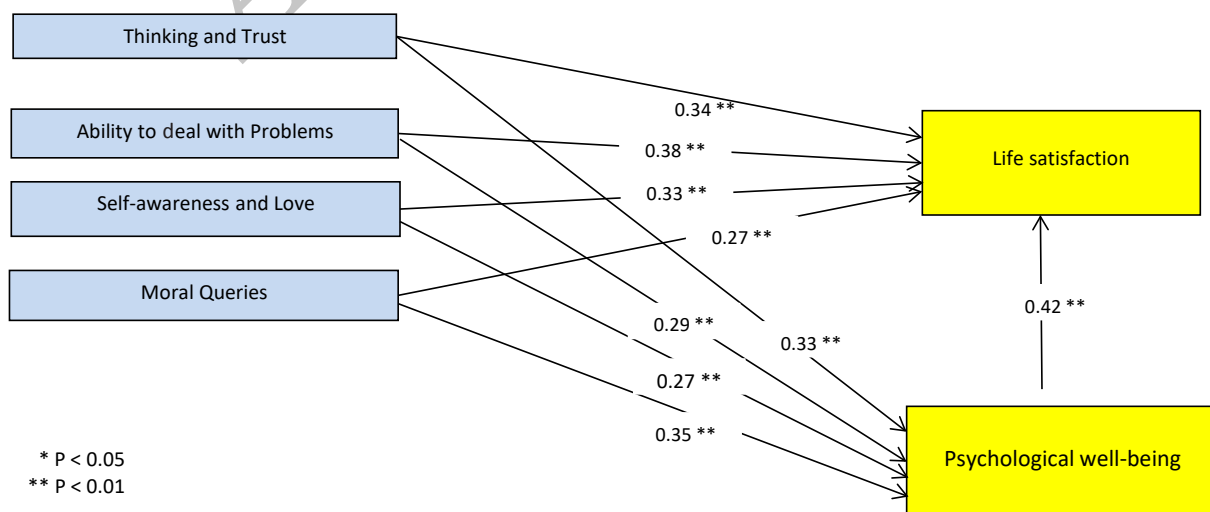 Thinking and Trust
0.34 **
Ability to deal with Problems
0.38 **
Life satisfaction
Self-awareness and Love
0.33 **
0.27 **
Moral Queries
0.42 **
0.29 **
0.33 **
0.27 **
0.35 **
Psychological well-being
* P < 0.05
** P < 0.01